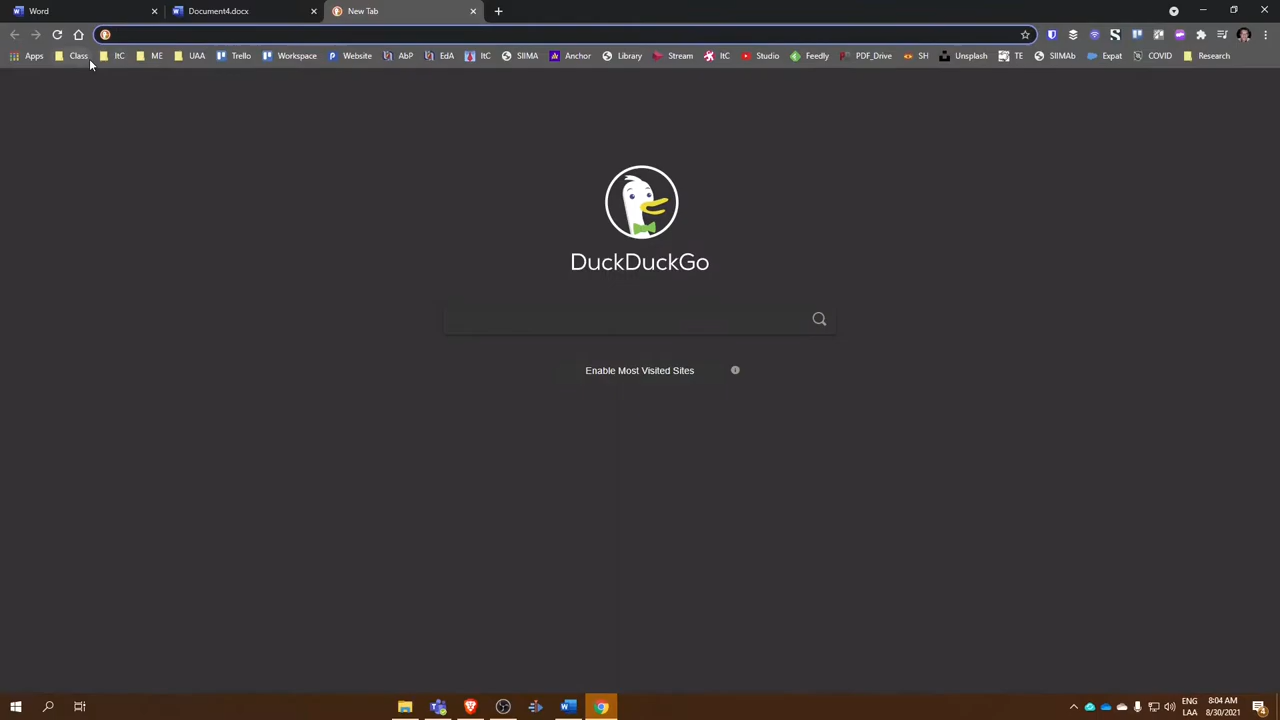 Word Document4.docx New Tab
Apps Class ItC ME UAA Trello Workspace Website AbP EdA ItC SIIMA Anchor Library Stream ItC Studio Feedly PDF_Drive SH Unsplash TE SIIMAb Expat COVID Research
DuckDuckGo
Enable Most Visited Sites
ENG 8:04 AM
LAA 8/30/2021